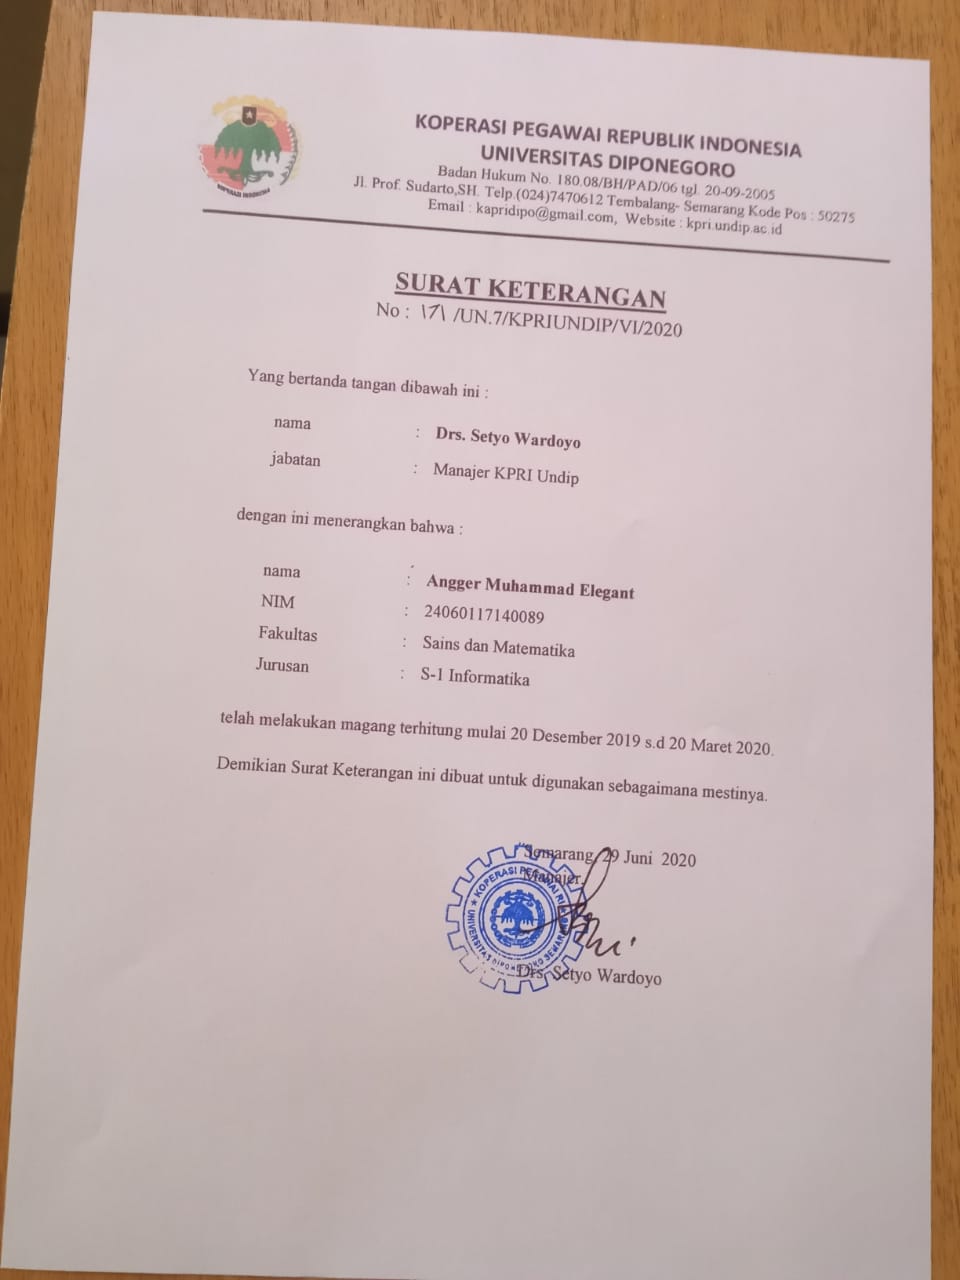 KOPERASI PEGAWAI REPUBLIK INDONESIA
UNIVERSITAS DIPONEGORO
Badan Hukum No. 180.08/BH/PAD/06 tgl. 20-09-2005
Jl. Prof. Sudarto,SH. Telp.(024)7470612 Tembalang- Semarang Kode Pos : 50275
Email : kapridipo@gmail.com, Website : kpri.undip.ac.id
KOPERASI INDONESIA
SURAT KETERANGAN
No : 171 /UN.7/KPRIUNDIP/VI/2020
Yang bertanda tangan dibawah ini :
nama : Drs. Setyo Wardoyo
jabatan : Manajer KPRI Undip
dengan ini menerangkan bahwa :
nama : Angger Muhammad Elegant
NIM : 24060117140089
Fakultas : Sains dan Matematika
Jurusan : S-1 Informatika
telah melakukan magang terhitung mulai 20 Desember 2019 s.d 20 Maret 2020.
Demikian Surat Keterangan ini dibuat untuk digunakan sebagaimana mestinya.
Semarang, 29 Juni 2020
Manajer,
KOPERASI PEGAWAI RI
UNIVERSITAS DIPONEGORO SEMARANG
Drs. Setyo Wardoyo